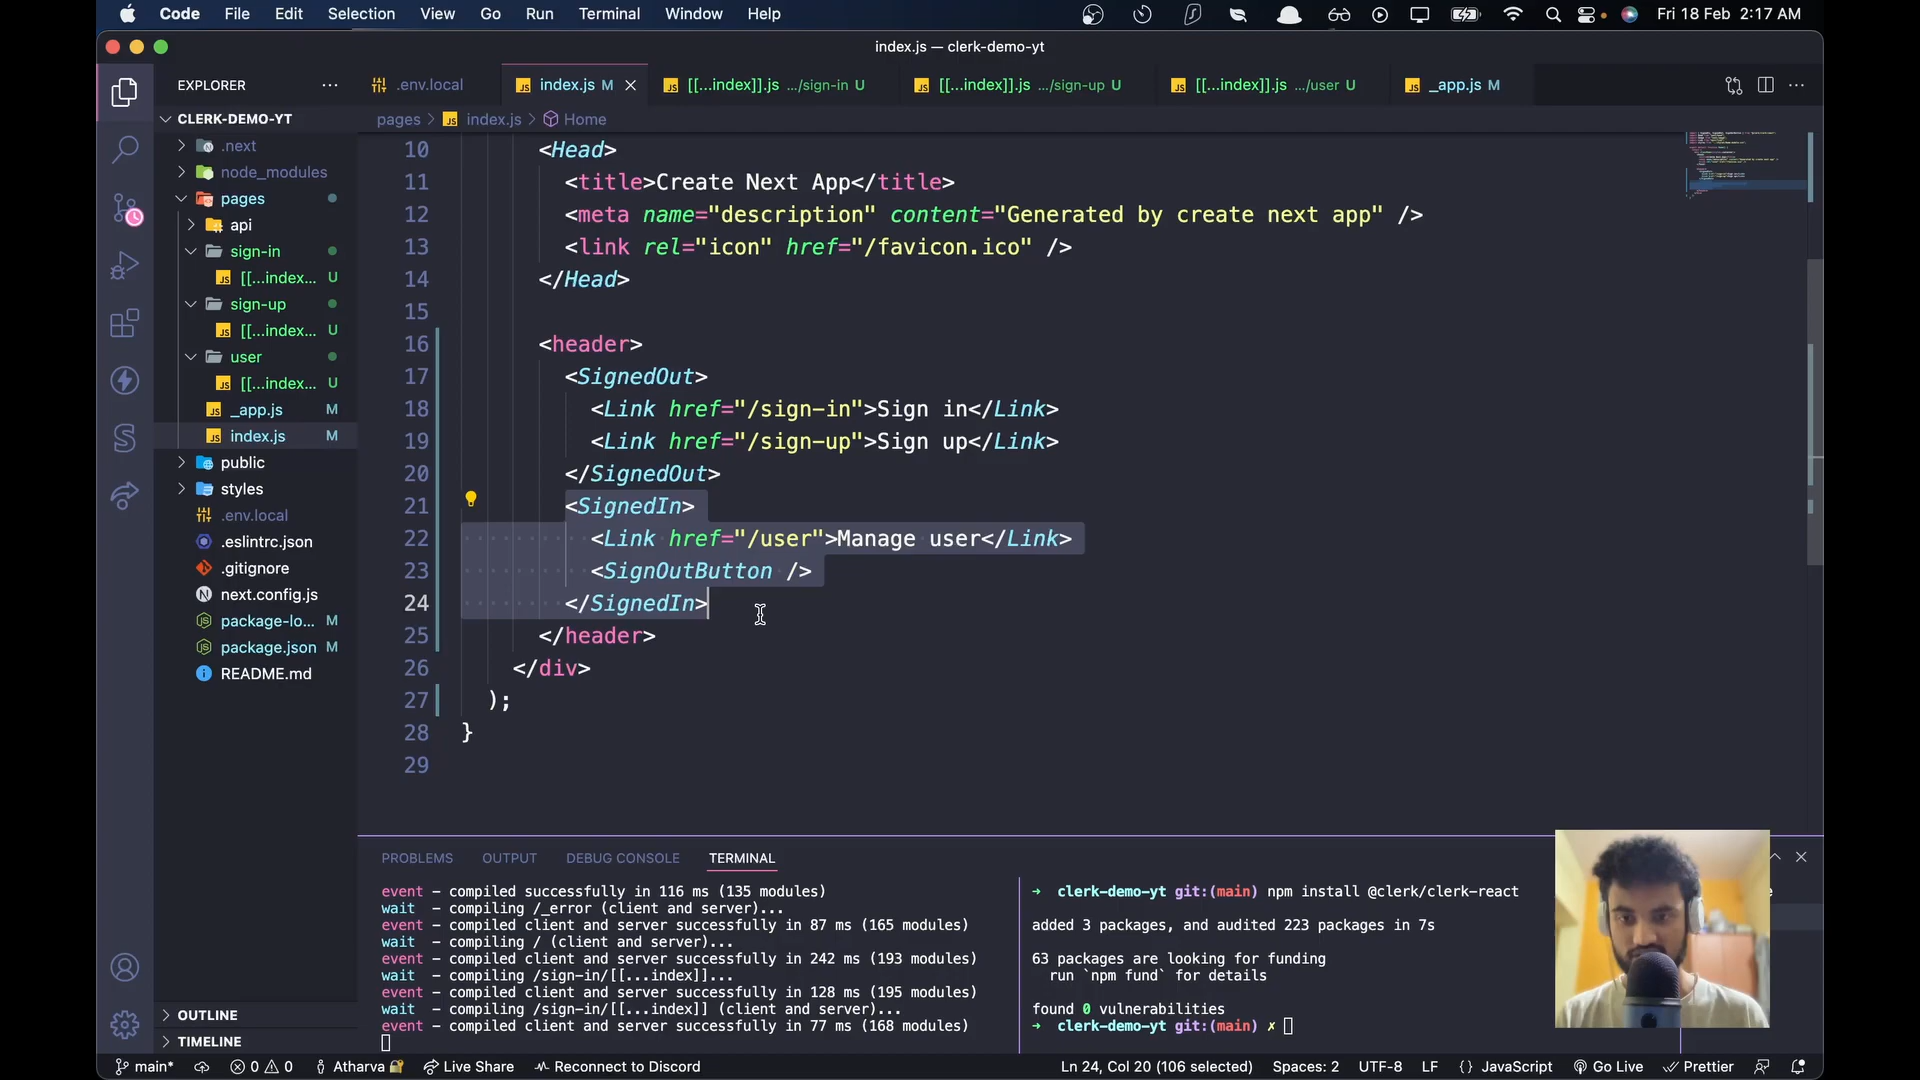 Code File Edit Selection View Go Run Terminal Window Help Fri 18 Feb 2:17 AM
index.js — clerk-demo-yt
EXPLORER
.env.local index.js M [[...index]].js .../sign-in U [[...index]].js .../sign-up U [[...index]].js .../user U _app.js M
pages > index.js > Home
CLERK-DEMO-YT
.next
node_modules
pages
api
sign-in
[[...index... U
sign-up
[[...index... U
user
[[...index... U
_app.js M
index.js M
public
styles
.env.local
.eslintrc.json
.gitignore
next.config.js
package-lo... M
package.json M
README.md
OUTLINE
TIMELINE
10 <Head>
11 <title>Create Next App</title>
12 <meta name="description" content="Generated by create next app" />
13 <link rel="icon" href="/favicon.ico" />
14 </Head>
15
16 <header>
17 <SignedOut>
18 <Link href="/sign-in">Sign in</Link>
19 <Link href="/sign-up">Sign up</Link>
20 </SignedOut>
21 <SignedIn>
22 <Link href="/user">Manage user</Link>
23 <SignOutButton />
24 </SignedIn>
25 </header>
26 </div>
27 );
28 }
29
PROBLEMS OUTPUT DEBUG CONSOLE TERMINAL
event – compiled successfully in 116 ms (135 modules)
wait – compiling /_error (client and server)...
event – compiled client and server successfully in 87 ms (165 modules)
wait – compiling / (client and server)...
event – compiled client and server successfully in 242 ms (193 modules)
wait – compiling /sign-in/[[...index]]...
event – compiled client and server successfully in 128 ms (195 modules)
wait – compiling /sign-in/[[...index]] (client and server)...
event – compiled client and server successfully in 77 ms (168 modules)
→ clerk-demo-yt git:(main) npm install @clerk/clerk-react
added 3 packages, and audited 223 packages in 7s
63 packages are looking for funding
run `npm fund` for details
found 0 vulnerabilities
→ clerk-demo-yt git:(main) ✗
main* 0 0 Atharva Live Share Reconnect to Discord Ln 24, Col 20 (106 selected) Spaces: 2 UTF-8 LF {} JavaScript Go Live Prettier